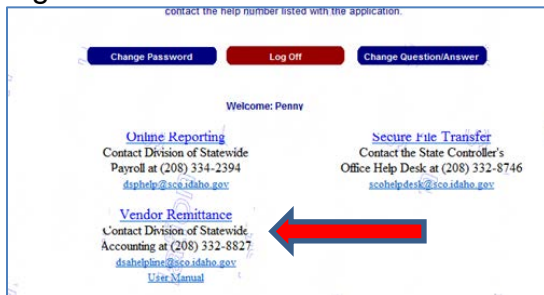 contact the help number listed with the application.
Change Password Log Off Change Question/Answer
Welcome: Penny
Online Reporting
Contact Division of Statewide
Payroll at (208) 334-2394
dsphelp@sco.idaho.gov
Secure File Transfer
Contact the State Controller's
Office Help Desk at (208) 332-8746
scohelpdesk@sco.idaho.gov
Vendor Remittance
Contact Division of Statewide
Accounting at (208) 332-8827
dsahelpline@sco.idaho.gov
User Manual